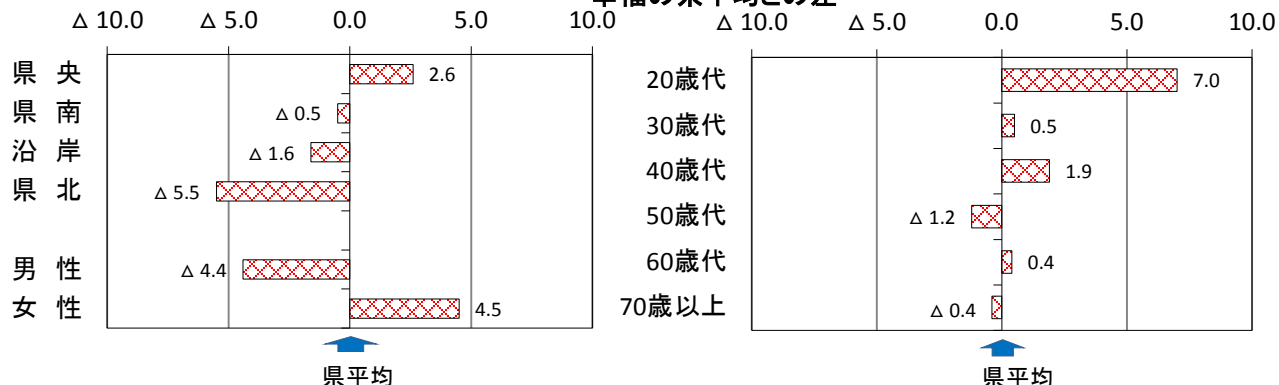 △ 10.0 △ 5.0 0.0 5.0 10.0
県 央 2.6
県 南 △ 0.5
沿 岸 △ 1.6
県 北 △ 5.5
男 性 △ 4.4
女 性 4.5
県平均
△ 10.0 △ 5.0 0.0 5.0 10.0
20歳代 7.0
30歳代 0.5
40歳代 1.9
50歳代 △ 1.2
60歳代 0.4
70歳以上 △ 0.4
県平均